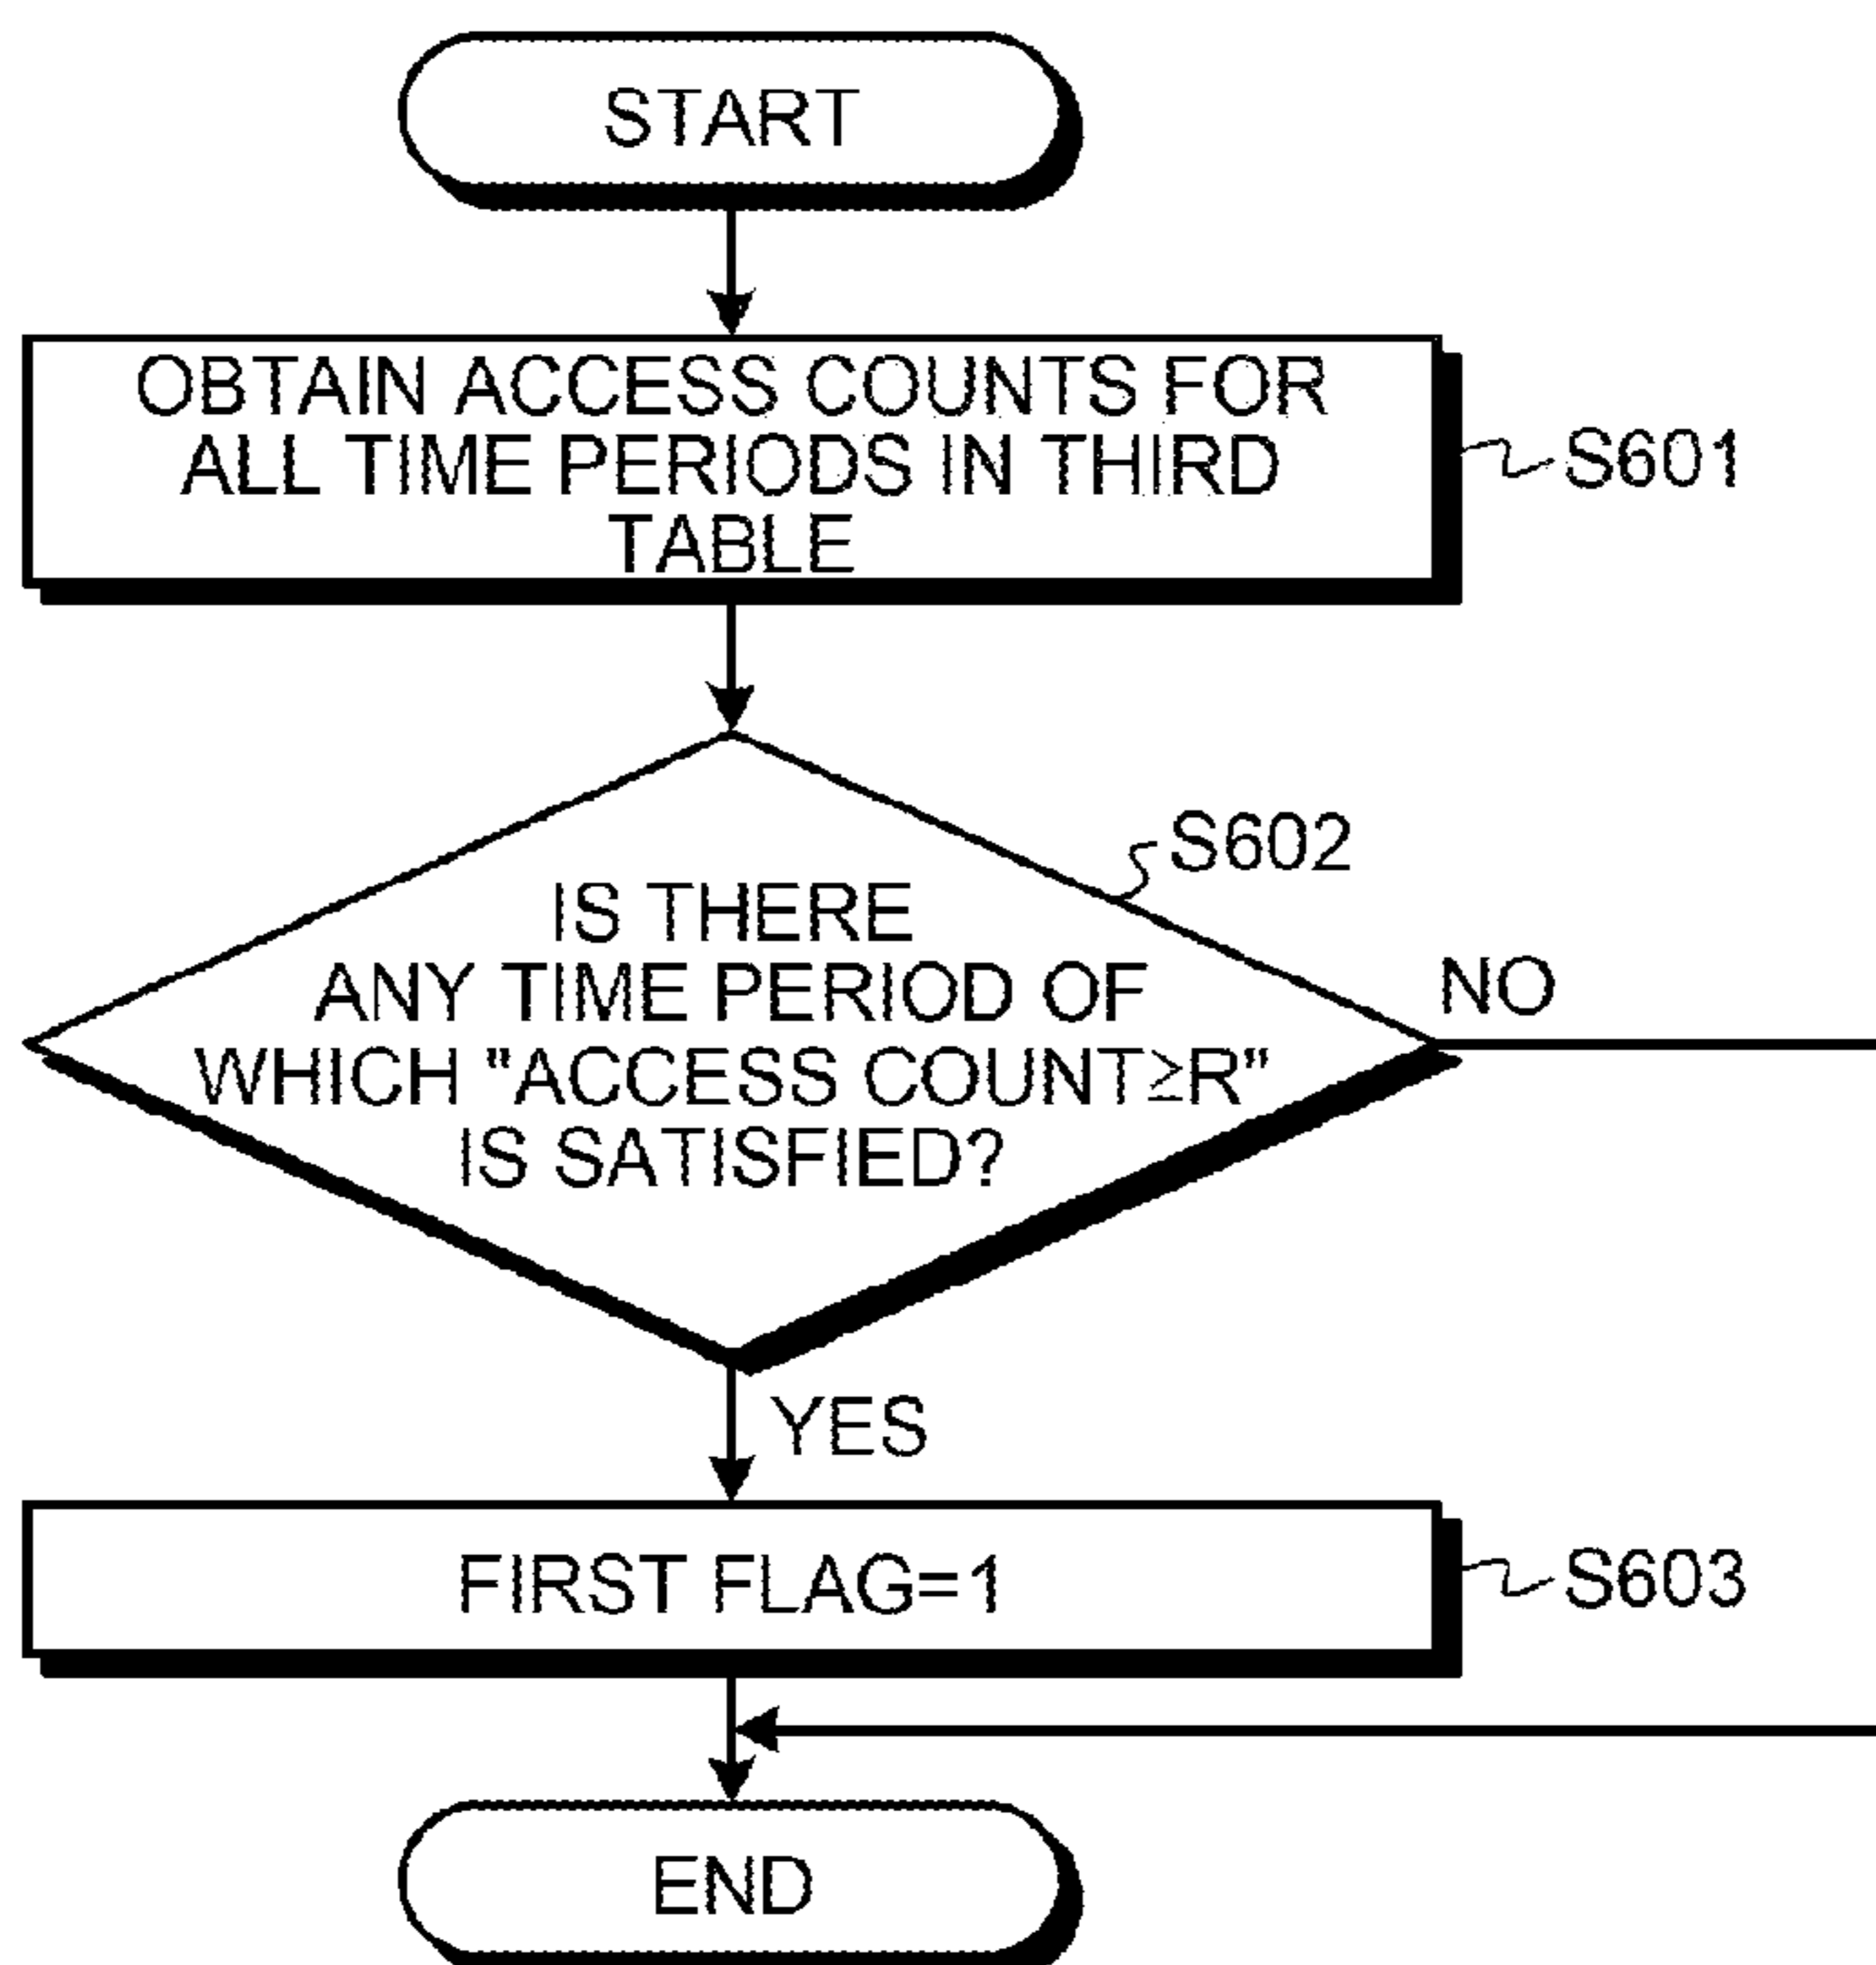 START
OBTAIN ACCESS COUNTS FOR
ALL TIME PERIODS IN THIRD
TABLE
S601
S602
IS THERE
ANY TIME PERIOD OF
WHICH "ACCESS COUNT≥R"
IS SATISFIED?
NO
YES
FIRST FLAG=1
S603
END